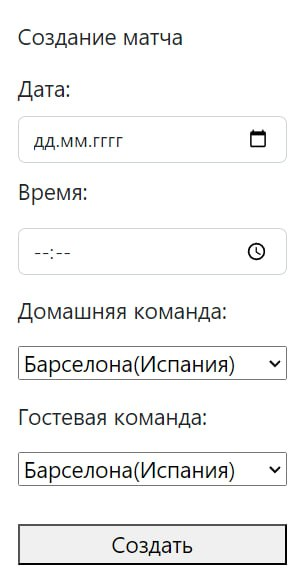 Создание матча
Дата:
дд.мм.гггг
Время:
--:--
Домашняя команда:
Барселона(Испания)
Гостевая команда:
Барселона(Испания)
Создать